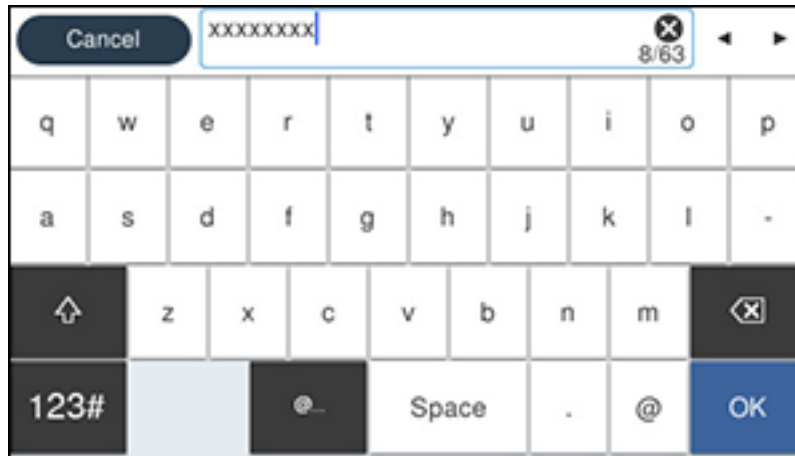 Cancel xxxxxxxx
8/63
q w e r t y u i o p
a s d f g h j k l -
z x c v b n m
123# @... Space . @ OK